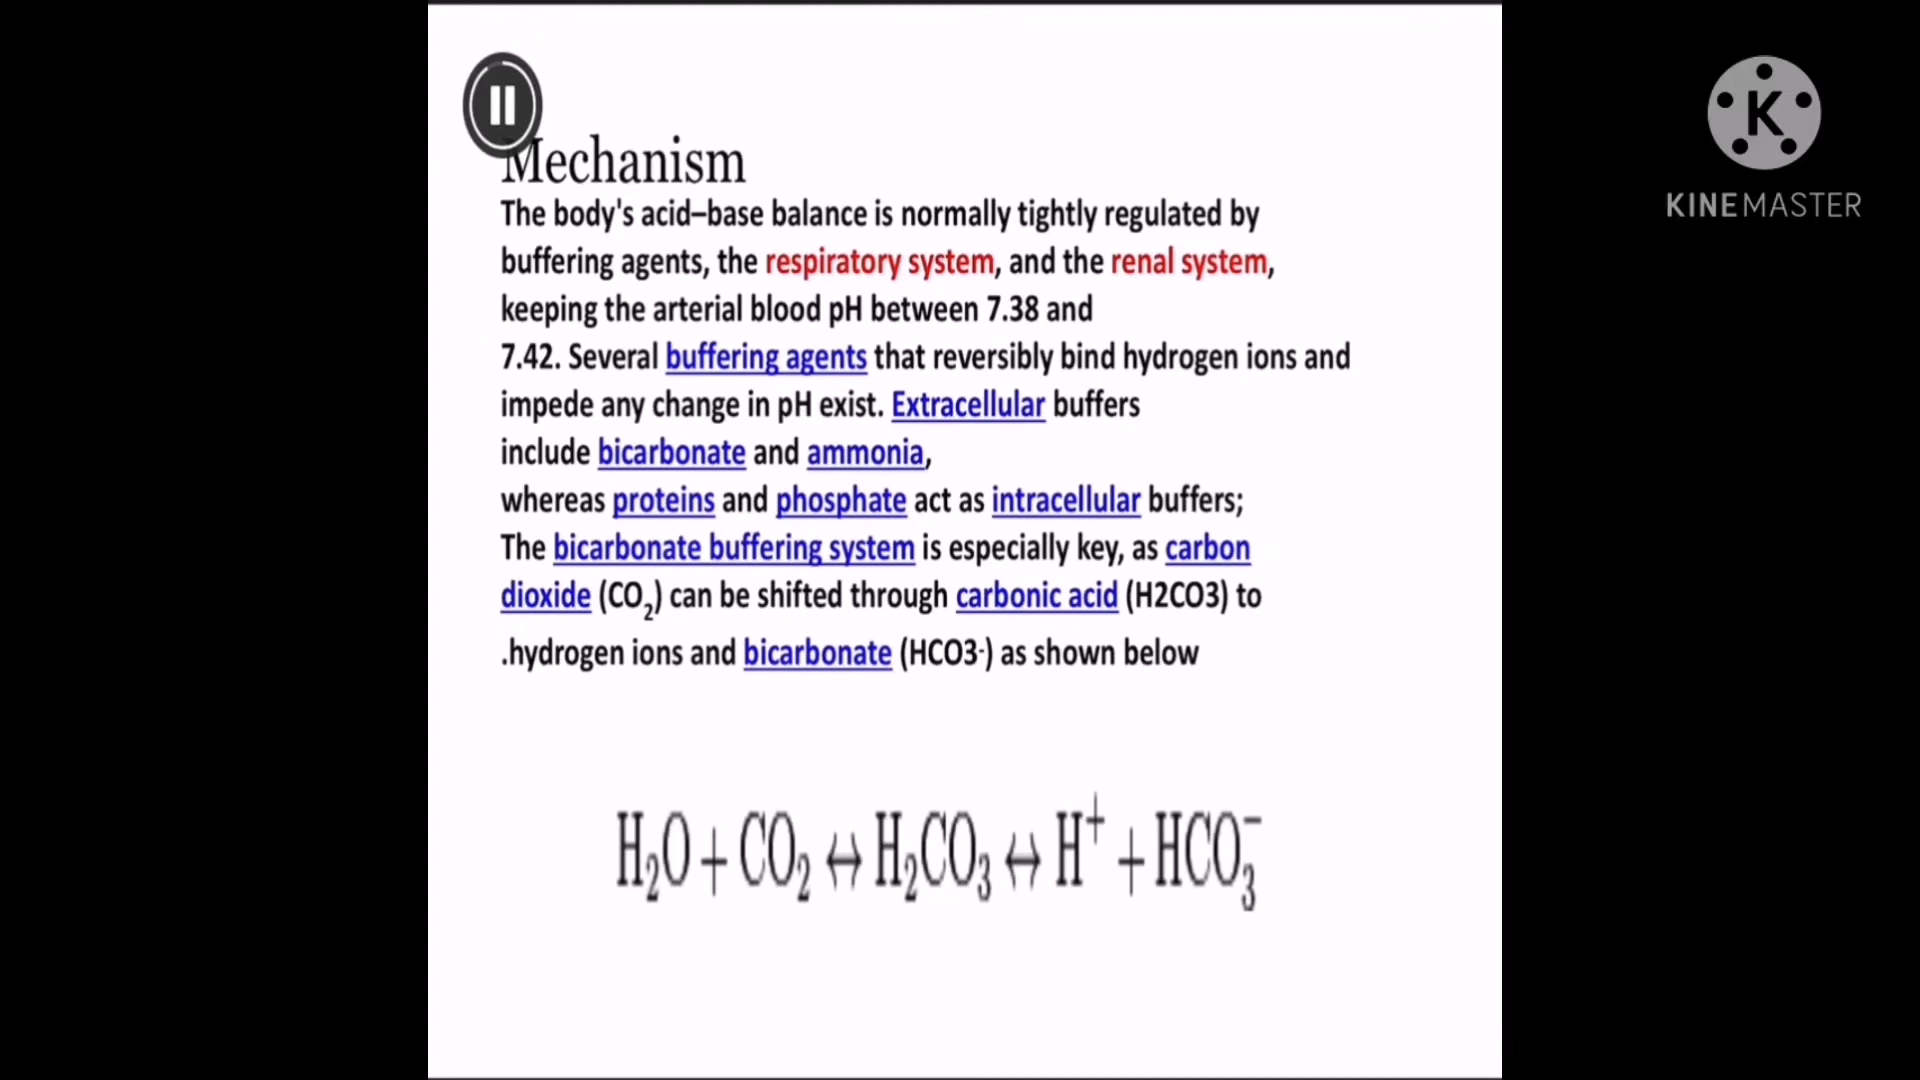 Mechanism
The body's acid–base balance is normally tightly regulated by
buffering agents, the respiratory system, and the renal system,
keeping the arterial blood pH between 7.38 and
7.42. Several buffering agents that reversibly bind hydrogen ions and
impede any change in pH exist. Extracellular buffers
include bicarbonate and ammonia,
whereas proteins and phosphate act as intracellular buffers;
The bicarbonate buffering system is especially key, as carbon
dioxide (CO₂) can be shifted through carbonic acid (H2CO3) to
.hydrogen ions and bicarbonate (HCO3-) as shown below
H₂O + CO₂ ↔ H₂CO₃ ↔ H⁺ + HCO₃⁻
K
KINEMASTER